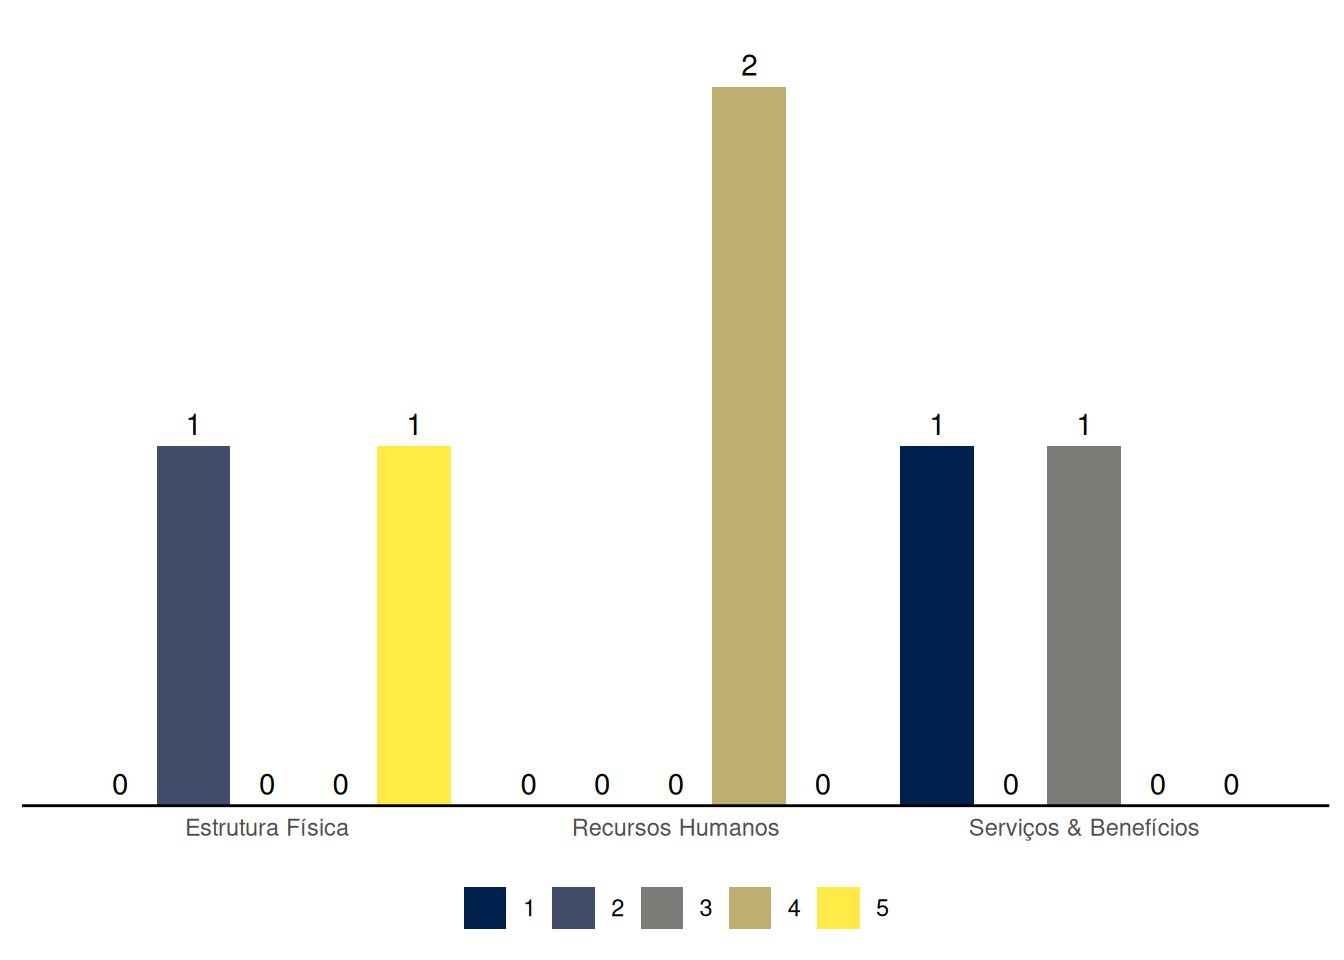 2
1 1 1 1
0 0 0 0 0 0 0 0 0 0
Estrutura Física Recursos Humanos Serviços & Benefícios
1 2 3 4 5